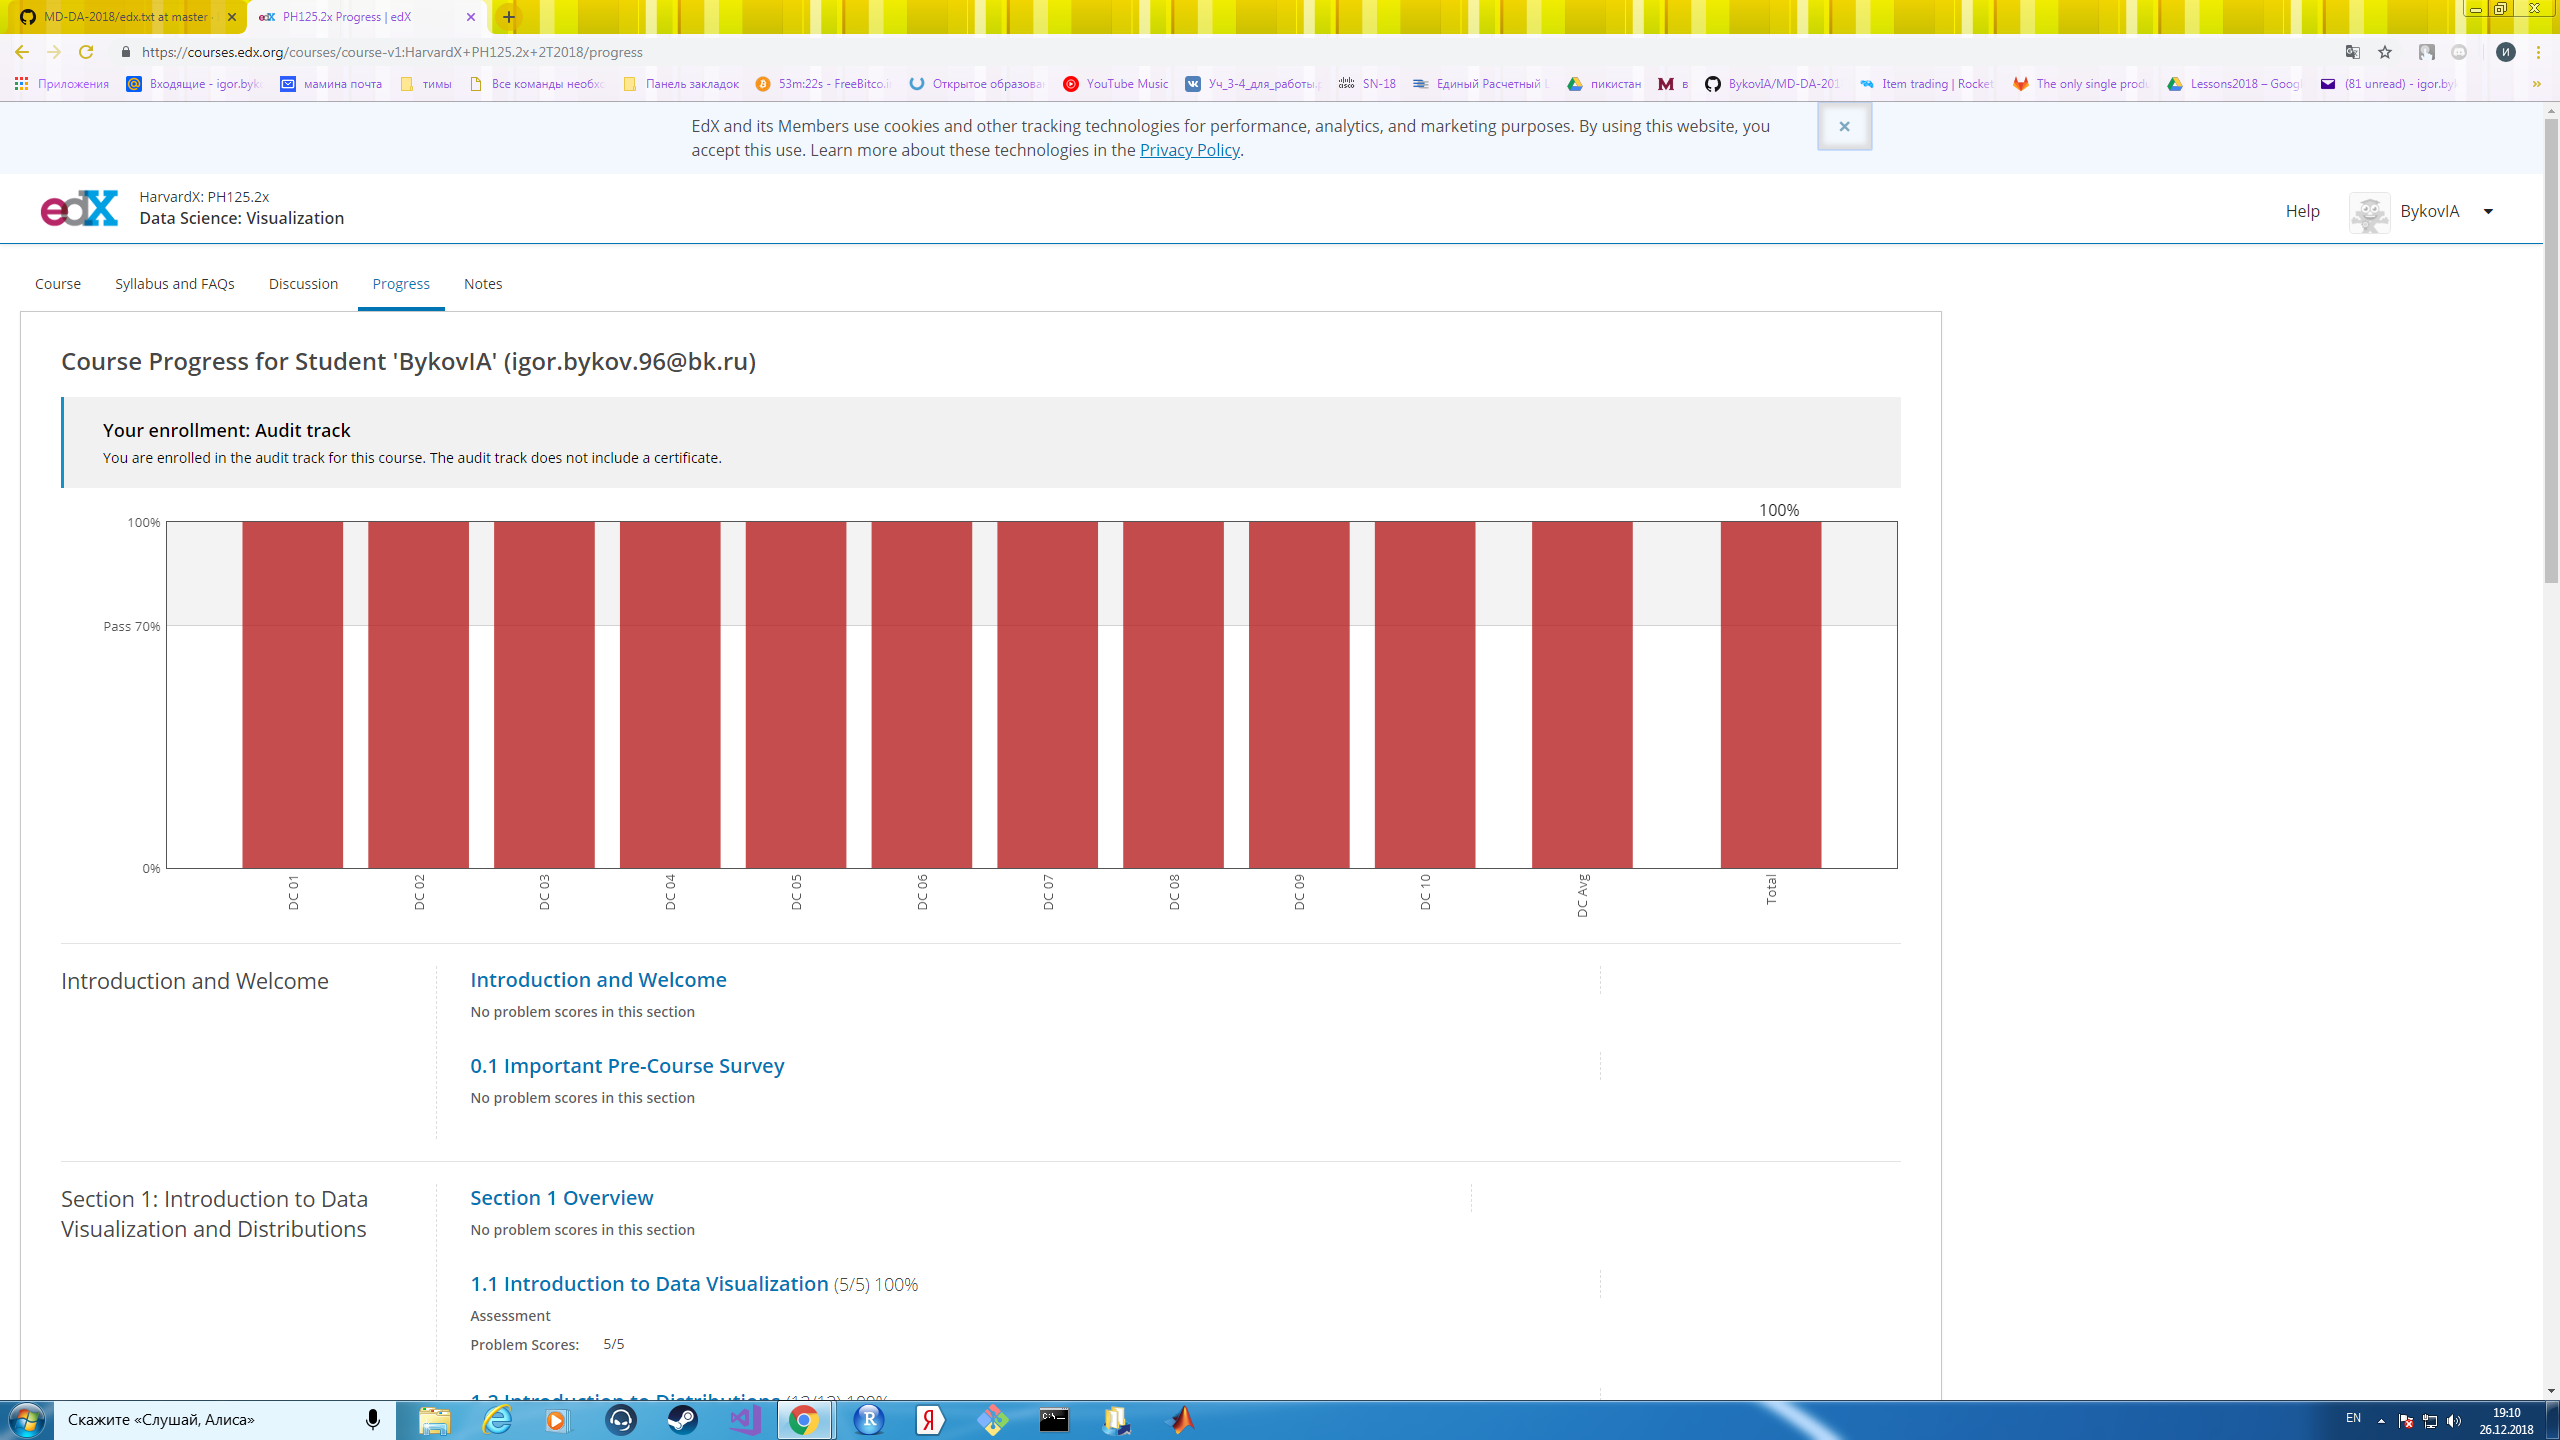 MD-DA-2018/edx.txt at master
PH125.2x Progress | edX
https://courses.edx.org/courses/course-v1:HarvardX+PH125.2x+2T2018/progress
И
Приложения
Входящие - igor.byk
мамина почта
тимы
Все команды необхо
Панель закладок
53m:22s - FreeBitco.i
Открытое образован
YouTube Music
Уч_3-4_для_работы
SN-18
Единый Расчетный
пикистан
в
BykovIA/MD-DA-201
Item trading | Rocket
The only single produ
Lessons2018 – Goog
(81 unread) - igor.byk
EdX and its Members use cookies and other tracking technologies for performance, analytics, and marketing purposes. By using this website, you
accept this use. Learn more about these technologies in the Privacy Policy.
edX
HarvardX: PH125.2x
Data Science: Visualization
Help
BykovIA
Course
Syllabus and FAQs
Discussion
Progress
Notes
Course Progress for Student 'BykovIA' (igor.bykov.96@bk.ru)
Your enrollment: Audit track
You are enrolled in the audit track for this course. The audit track does not include a certificate.
100%
100%
Pass 70%
0%
DC 01
DC 02
DC 03
DC 04
DC 05
DC 06
DC 07
DC 08
DC 09
DC 10
DC Avg
Total
Introduction and Welcome
Introduction and Welcome
No problem scores in this section
0.1 Important Pre-Course Survey
No problem scores in this section
Section 1: Introduction to Data
Visualization and Distributions
Section 1 Overview
No problem scores in this section
1.1 Introduction to Data Visualization (5/5) 100%
Assessment
Problem Scores: 5/5
Скажите «Слушай, Алиса»
EN
19:10
26.12.2018